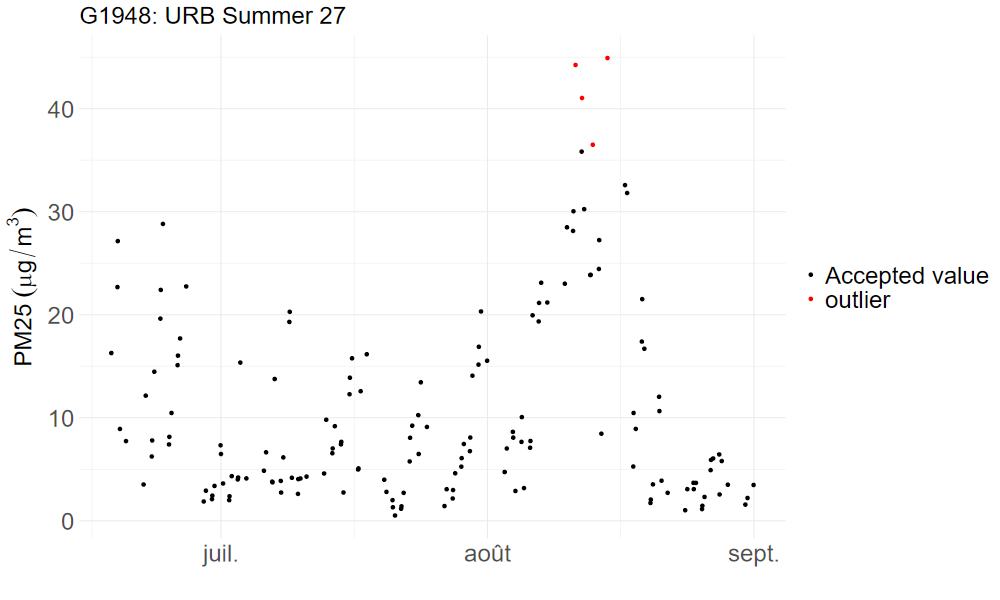 G1948: URB Summer 27
PM25 (μg/m³)
40
30
20
10
0
juil.
août
sept.
Accepted value
outlier